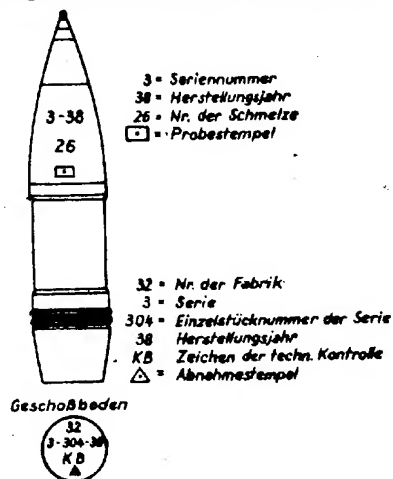 3-38
26
3 = Seriennummer
38 = Herstellungsjahr
26 = Nr. der Schmelze
= Probestempel
32 = Nr. der Fabrik
3 = Serie
304 = Einzelstücknummer der Serie
38 Herstellungsjahr
KB Zeichen der techn. Kontrolle
= Abnahmestempel
Geschoßboden
32
3-304-38
KB